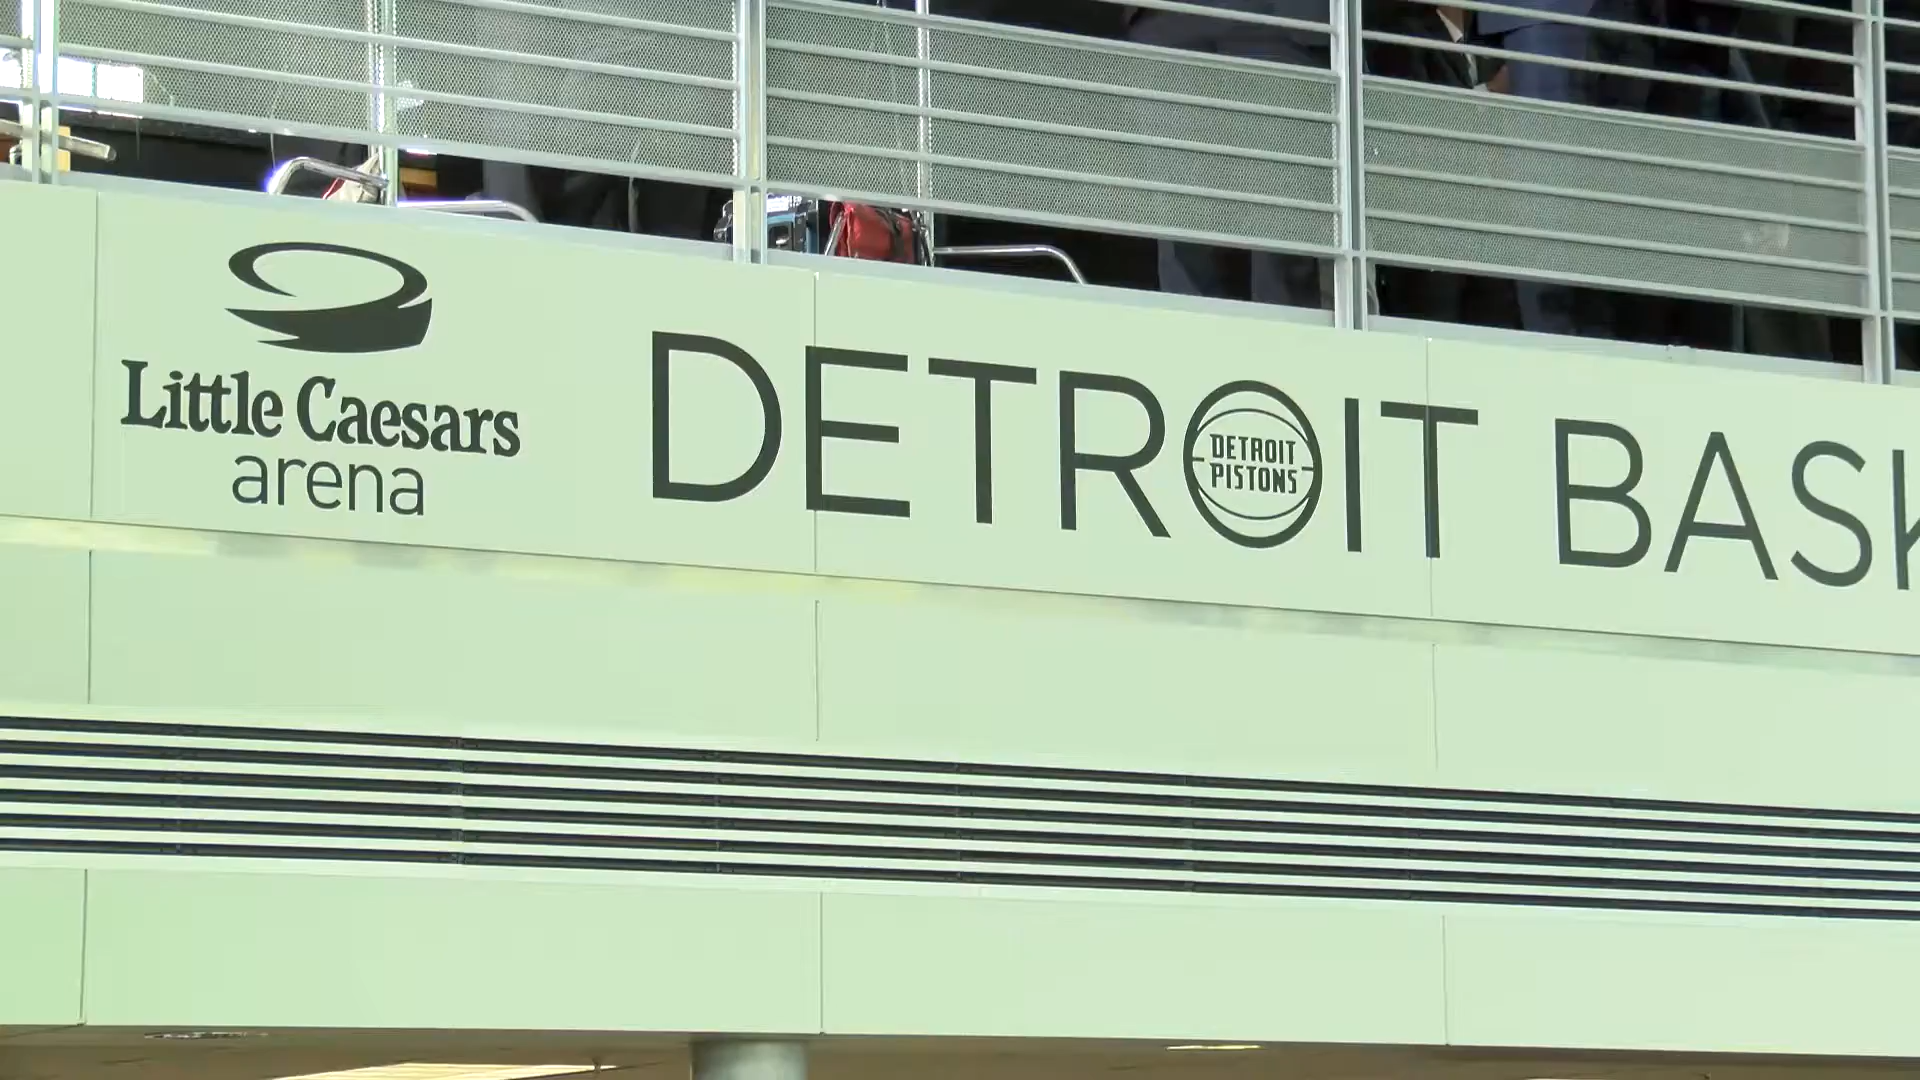 Little Caesars
arena
DETROIT BASK
DETROIT
PISTONS